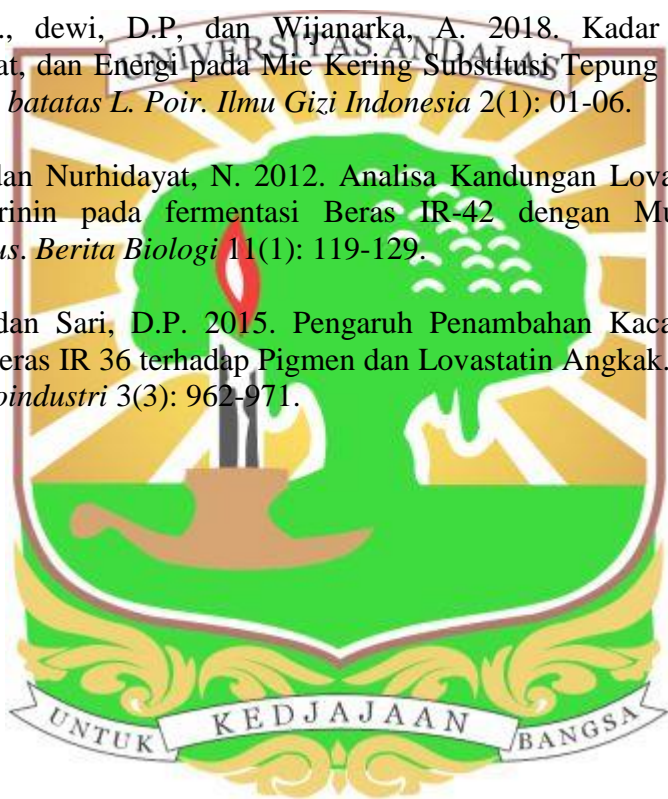 ., dewi, D.P, dan Wijanarka, A. 2018. Kadar
UNIVERSITAS ANDALAS
at, dan Energi pada Mie Kering Substitusi Tepung
batatas L. Poir. Ilmu Gizi Indonesia 2(1): 01-06.
dan Nurhidayat, N. 2012. Analisa Kandungan Lova
rinin pada fermentasi Beras IR-42 dengan Mu
us. Berita Biologi 11(1): 119-129.
dan Sari, D.P. 2015. Pengaruh Penambahan Kaca
eras IR 36 terhadap Pigmen dan Lovastatin Angkak.
oindustri 3(3): 962-971.
UNTUK KEDJAJAAN BANGSA